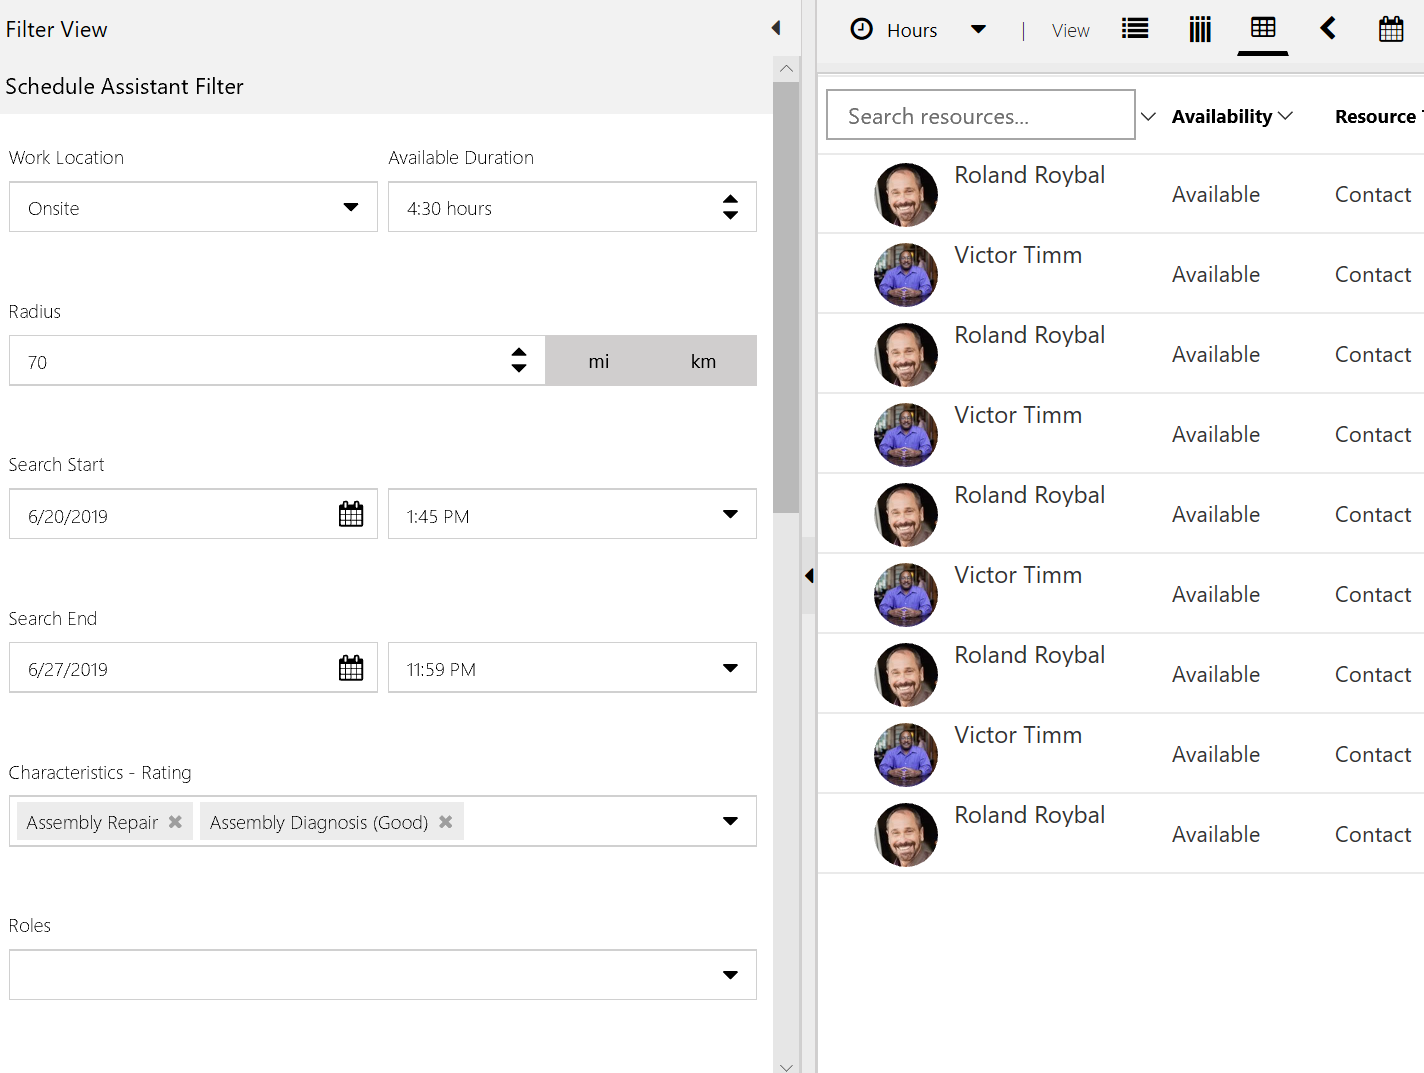 Filter View
Schedule Assistant Filter
Work Location
Available Duration
Onsite
4:30 hours
Radius
70
mi
km
Search Start
6/20/2019
1:45 PM
Search End
6/27/2019
11:59 PM
Characteristics - Rating
Assembly Repair
Assembly Diagnosis (Good)
Roles
Hours
View
Search resources...
Availability
Resource
Roland Roybal
Available
Contact
Victor Timm
Available
Contact
Roland Roybal
Available
Contact
Victor Timm
Available
Contact
Roland Roybal
Available
Contact
Victor Timm
Available
Contact
Roland Roybal
Available
Contact
Victor Timm
Available
Contact
Roland Roybal
Available
Contact